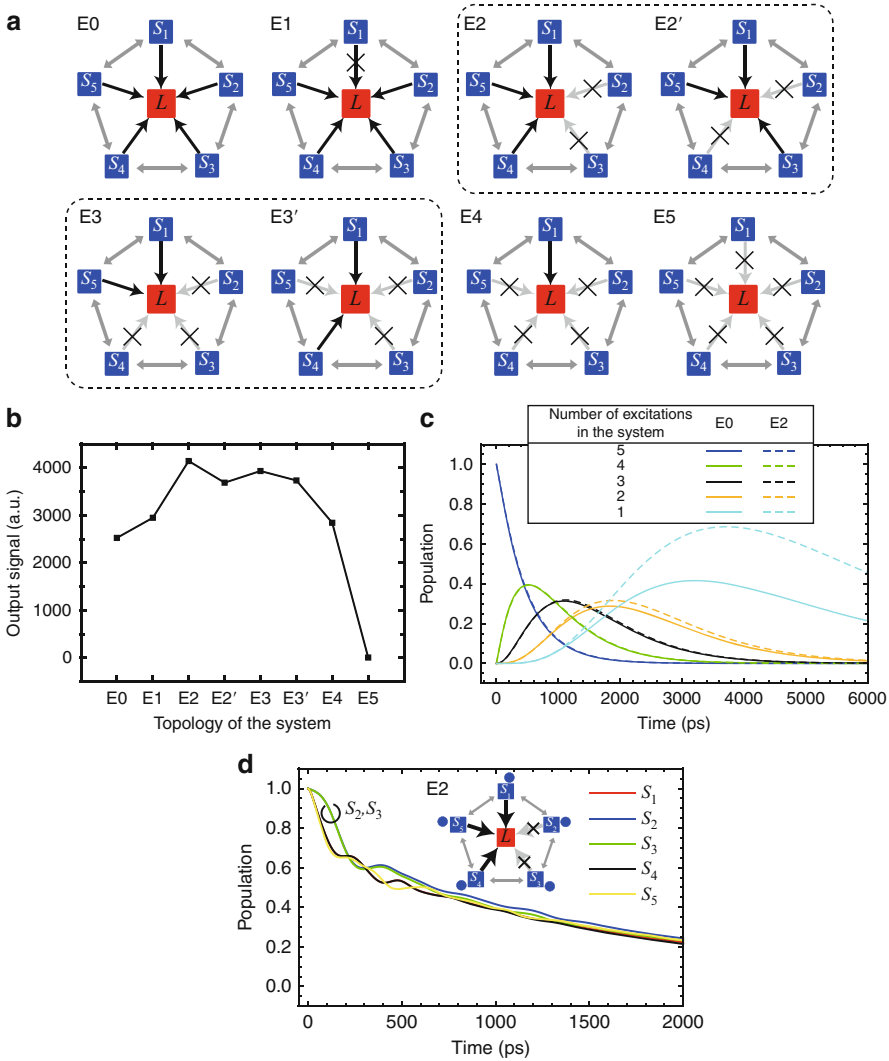 a
E0 E1 E2 E2′
S1 S1 S1 S1
S5 L S2 S5 L S2 S5 L S2 S5 L S2
S4 S3 S4 S3 S4 S3 S4 S3
E3 E3′ E4 E5
S1 S1 S1 S1
S5 L S2 S5 L S2 S5 L S2 S5 L S2
S4 S3 S4 S3 S4 S3 S4 S3
b
Output signal (a.u.)
4000
3000
2000
1000
0
E0 E1 E2 E2′ E3 E3′ E4 E5
Topology of the system
c
Number of excitations in the system E0 E2
5
4
3
2
1
Population
1.0
0.8
0.6
0.4
0.2
0.0
0 1000 2000 3000 4000 5000 6000
Time (ps)
d
E2
S1
S5 L S2
S4 S3
S2,S3
S1
S2
S3
S4
S5
Population
1.0
0.8
0.6
0.4
0.2
0.0
0 500 1000 1500 2000
Time (ps)